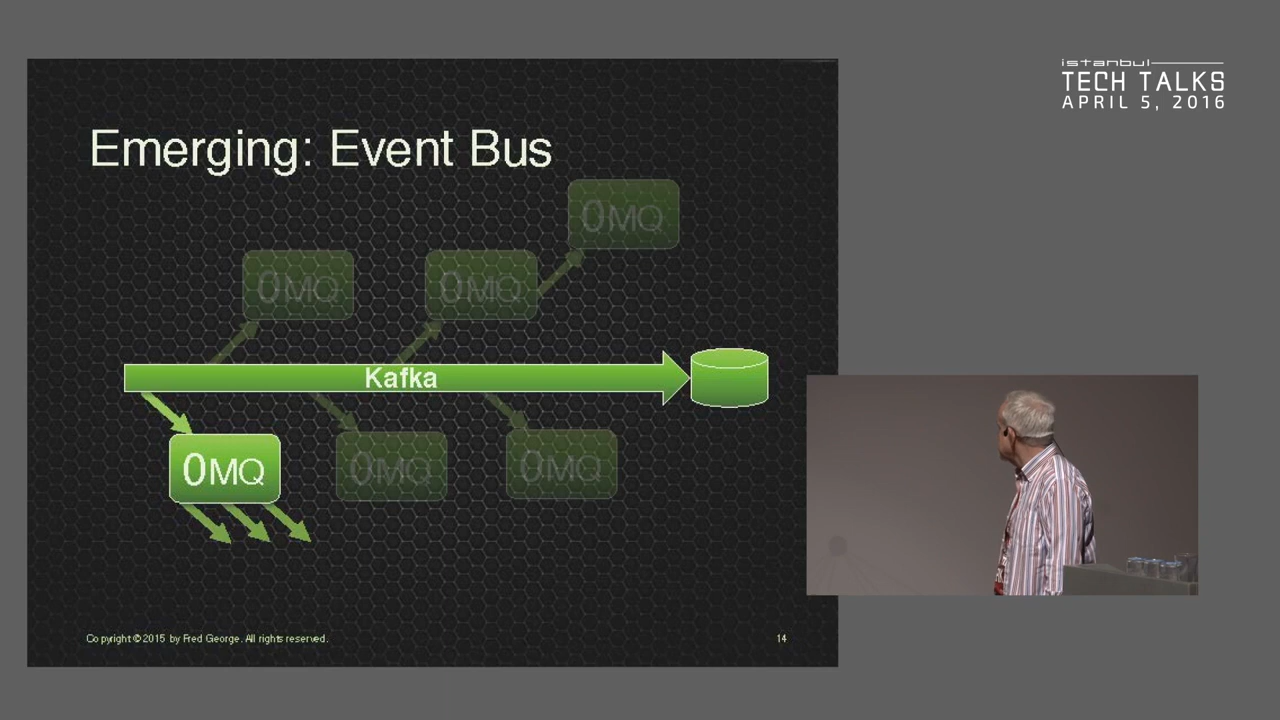 istanbul
TECH TALKS
APRIL 5, 2016
Emerging: Event Bus
0MQ
0MQ
0MQ
Kafka
0MQ
0MQ
0MQ
Copyright © 2015 by Fred George. All rights reserved.
14